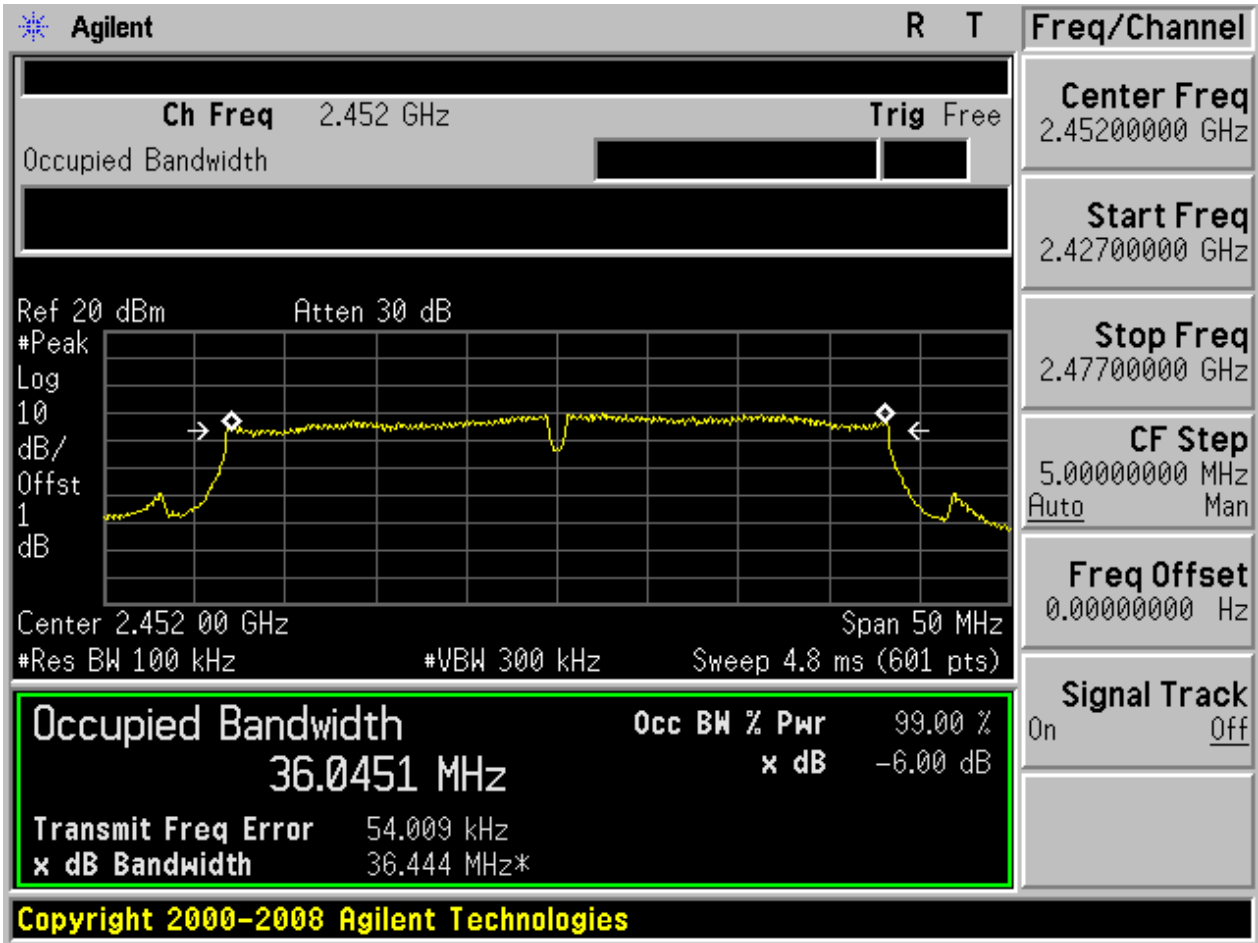 Agilent R T
Freq/Channel
Ch Freq 2.452 GHz Trig Free
Occupied Bandwidth
Center Freq
2.45200000 GHz
Start Freq
2.42700000 GHz
Stop Freq
2.47700000 GHz
CF Step
5.00000000 MHz
Auto Man
Freq Offset
0.00000000 Hz
Signal Track
On Off
Ref 20 dBm Atten 30 dB
#Peak
Log
10
dB/
Offst
1
dB
Center 2.452 00 GHz Span 50 MHz
#Res BW 100 kHz #VBW 300 kHz Sweep 4.8 ms (601 pts)
Occupied Bandwidth Occ BW % Pwr 99.00 %
36.0451 MHz x dB -6.00 dB
Transmit Freq Error 54.009 kHz
x dB Bandwidth 36.444 MHz*
Copyright 2000-2008 Agilent Technologies